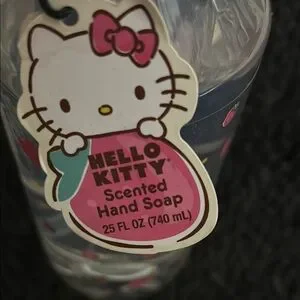 HELLO
KITTY
Scented
Hand Soap
25 FL OZ (740 mL)